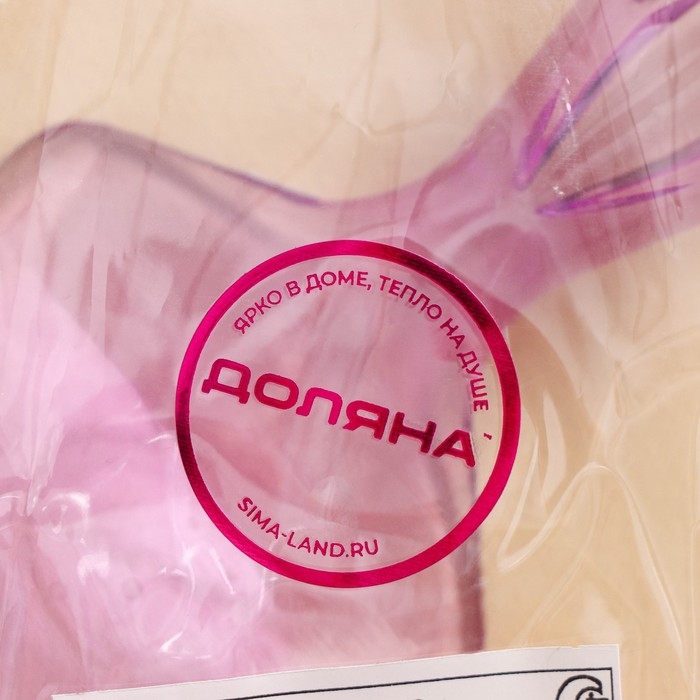 ЯРКО В ДОМЕ, ТЕПЛО НА ДУШЕ
ДОЛЯНА
SIMA-LAND.RU